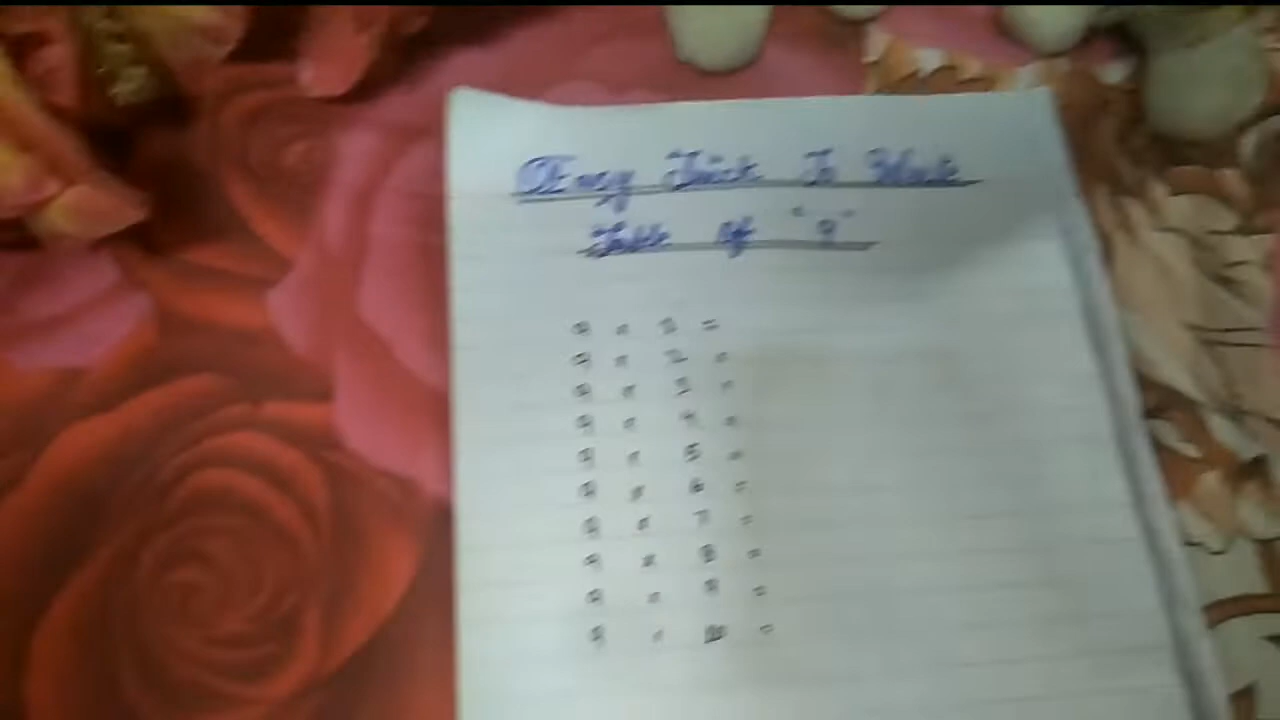 Easy Trick To
Table of "9"
9 × 1 =
9 × 2 =
9 × 3 =
9 × 4 =
9 × 5 =
9 × 6 =
9 × 7 =
9 × 8 =
9 × 9 =
9 × 10 =